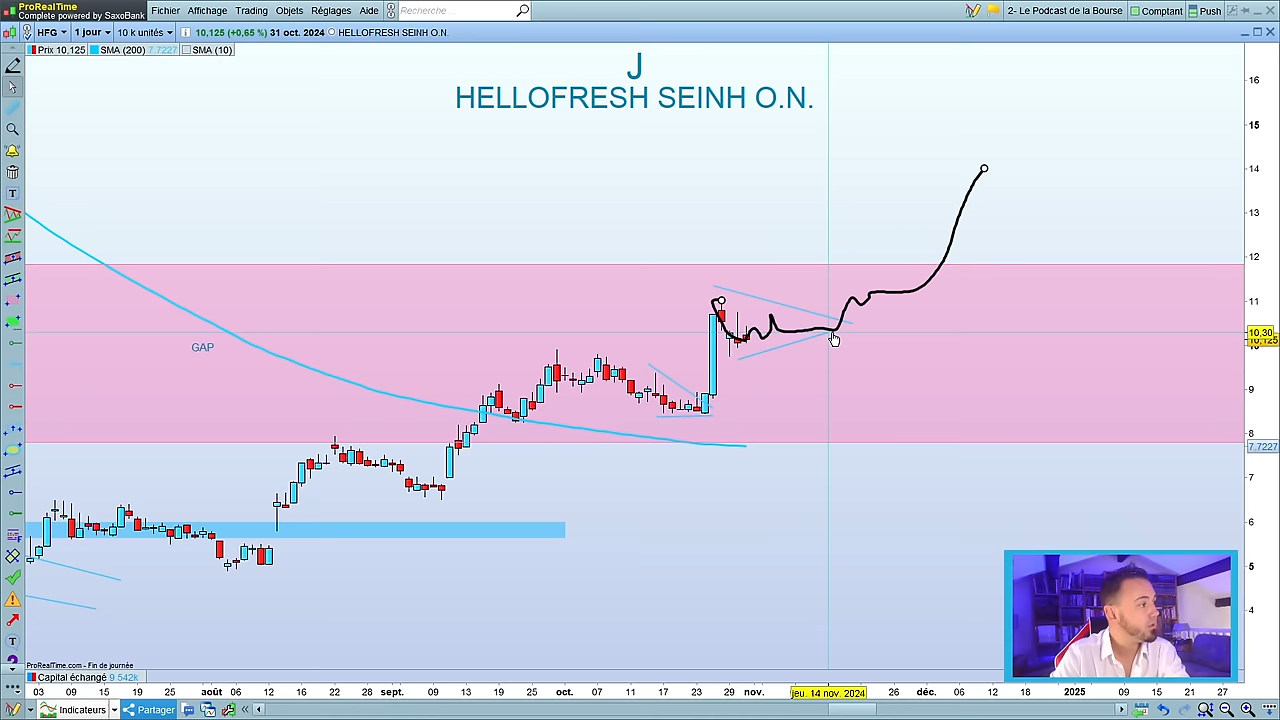 ProRealTime
Complete powered by SaxoBank
Fichier Affichage Trading Objets Réglages Aide Recherche 2- Le Podcast de la Bourse Comptant Push
HFG 1 jour 10 k unités 10,125 (+0,65 %) 31 oct. 2024 HELLOFRESH SEINH O.N.
Prix 10,125 SMA (200) 7.7227 SMA (10)
J
HELLOFRESH SEINH O.N.
16
15
14
13
12
11
10,30
10,125
GAP
9
8
7,7227
7
6
5
4
ProRealTime.com - Fin de journée
Capital échangé 9 542k
03 09 15 19 25 août 06 12 16 22 28 sept. 09 13 19 25 oct. 07 11 17 23 29 nov. jeu. 14 nov. 2024 26 déc. 06 12 18 2025 09 15 21 27
Indicateurs Partager